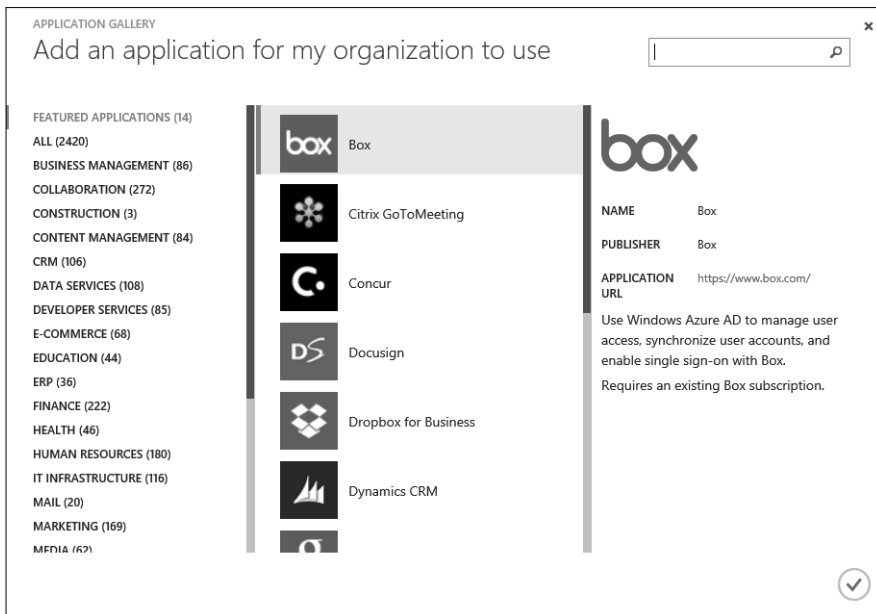 APPLICATION GALLERY
Add an application for my organization to use
FEATURED APPLICATIONS (14)
ALL (2420)
BUSINESS MANAGEMENT (86)
COLLABORATION (272)
CONSTRUCTION (3)
CONTENT MANAGEMENT (84)
CRM (106)
DATA SERVICES (108)
DEVELOPER SERVICES (85)
E-COMMERCE (68)
EDUCATION (44)
ERP (36)
FINANCE (222)
HEALTH (46)
HUMAN RESOURCES (180)
IT INFRASTRUCTURE (116)
MAIL (20)
MARKETING (169)
MEDIA (62)
box Box
Citrix GoToMeeting
C. Concur
DS Docusign
Dropbox for Business
Dynamics CRM
g
box
NAME Box
PUBLISHER Box
APPLICATION https://www.box.com/
URL
Use Windows Azure AD to manage user
access, synchronize user accounts, and
enable single sign-on with Box.
Requires an existing Box subscription.